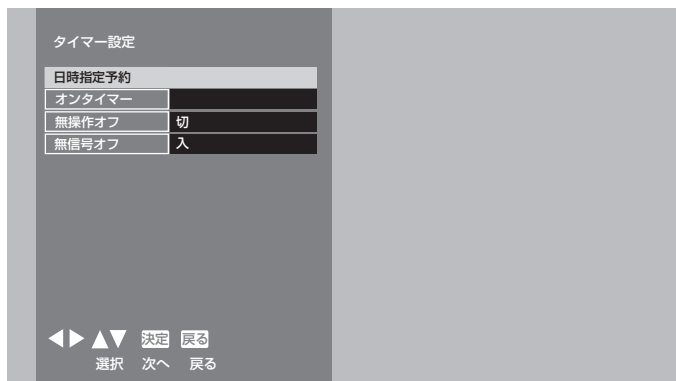 タイマー設定
日時指定予約
オンタイマー
無操作オフ 切
無信号オフ 入
決定 戻る
選択 次へ 戻る